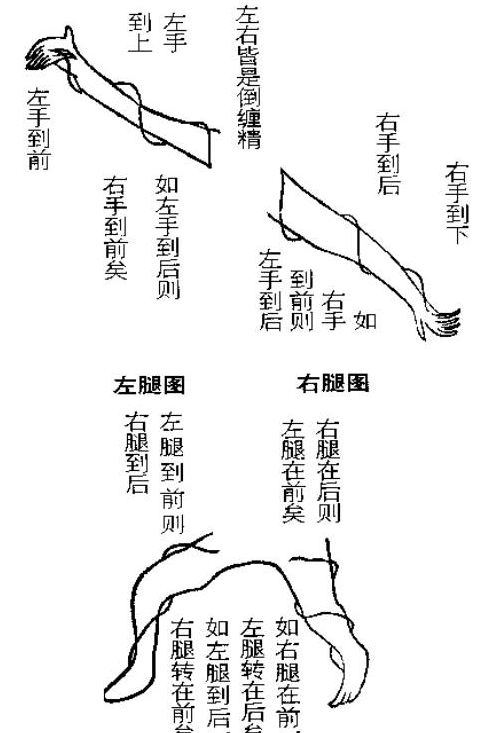 左右皆是倒缠精
左手
到上
左手到前
如左手到后则
右手到前矣
右手到下
右手到后
如
右手
到前则
左手到后
右腿图
右腿在后则
左腿在前矣
如右腿在前
左腿转在后矣
左腿图
左腿到前则
右腿到后
如左腿到后
右腿转在前矣